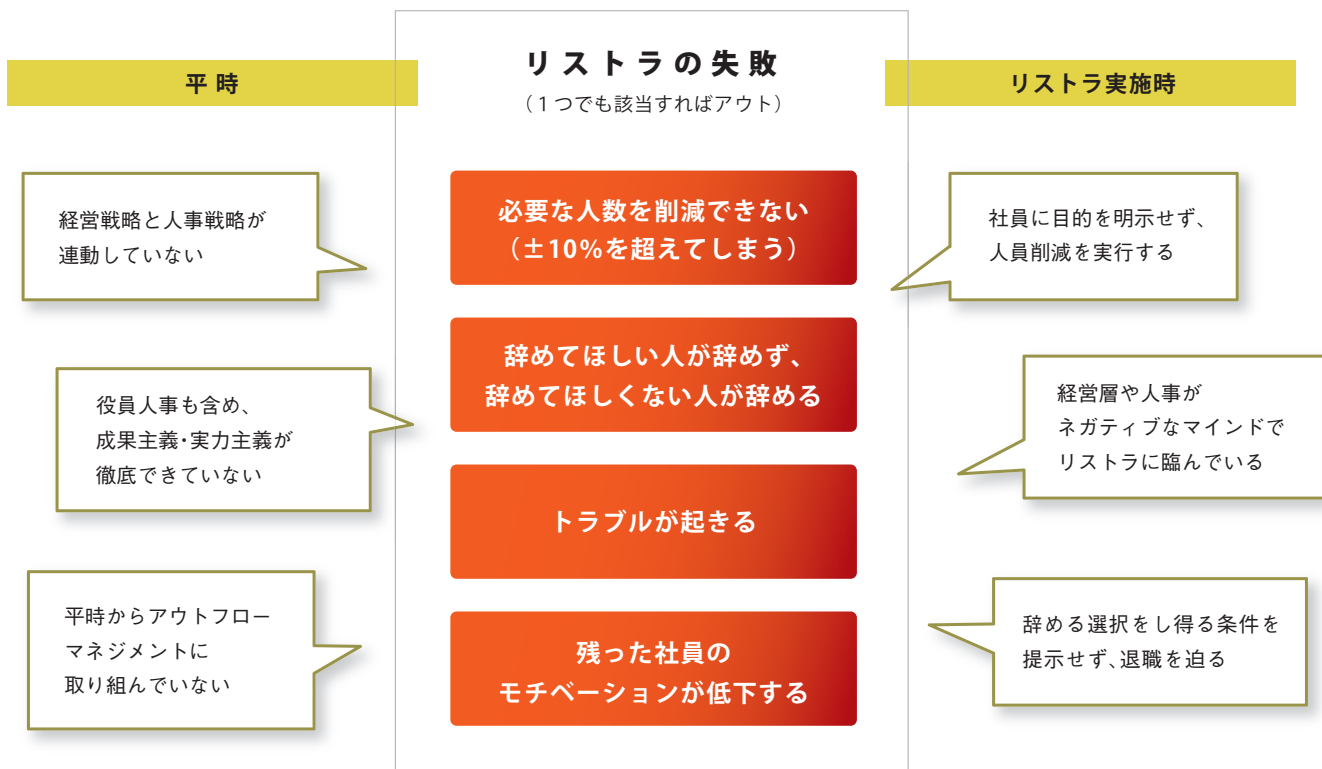 平時
経営戦略と人事戦略が
連動していない
役員人事も含め、
成果主義・実力主義が
徹底できていない
平時からアウトフロー
マネジメントに
取り組んでいない
リストラの失敗
（１つでも該当すればアウト）
必要な人数を削減できない
（±10％を超えてしまう）
辞めてほしい人が辞めず、
辞めてほしくない人が辞める
トラブルが起きる
残った社員の
モチベーションが低下する
リストラ実施時
社員に目的を明示せず、
人員削減を実行する
経営層や人事が
ネガティブなマインドで
リストラに臨んでいる
辞める選択をし得る条件を
提示せず、退職を迫る